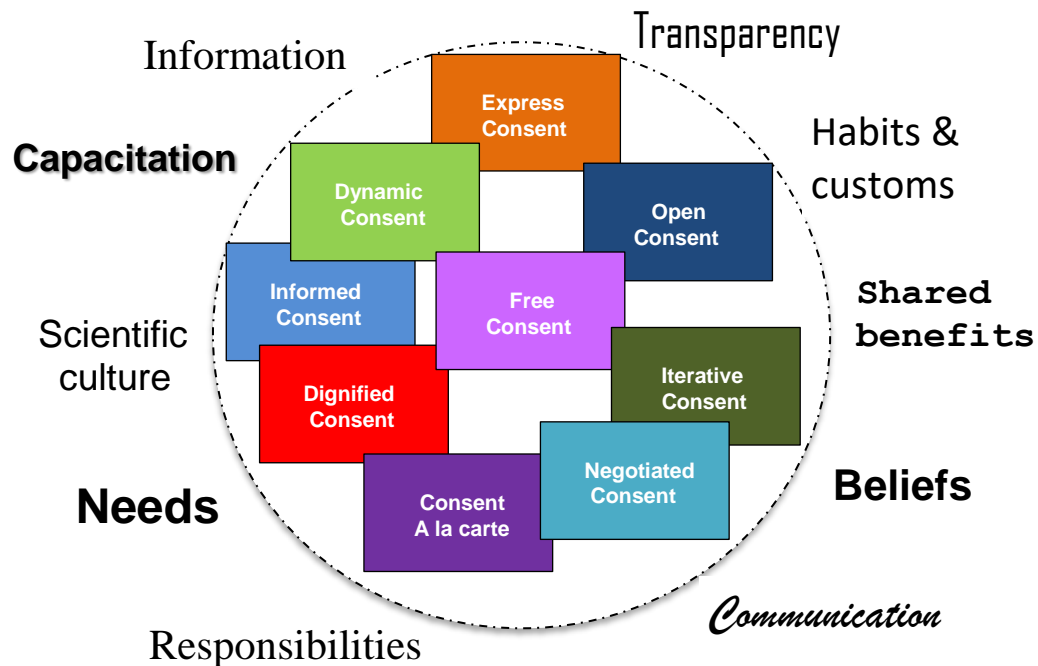 Information
Transparency
Express
Consent
Capacitation
Habits &
customs
Dynamic
Consent
Open
Consent
Informed
Consent
Free
Consent
Shared
benefits
Scientific
culture
Dignified
Consent
Iterative
Consent
Needs
Consent
A la carte
Negotiated
Consent
Beliefs
Communication
Responsibilities